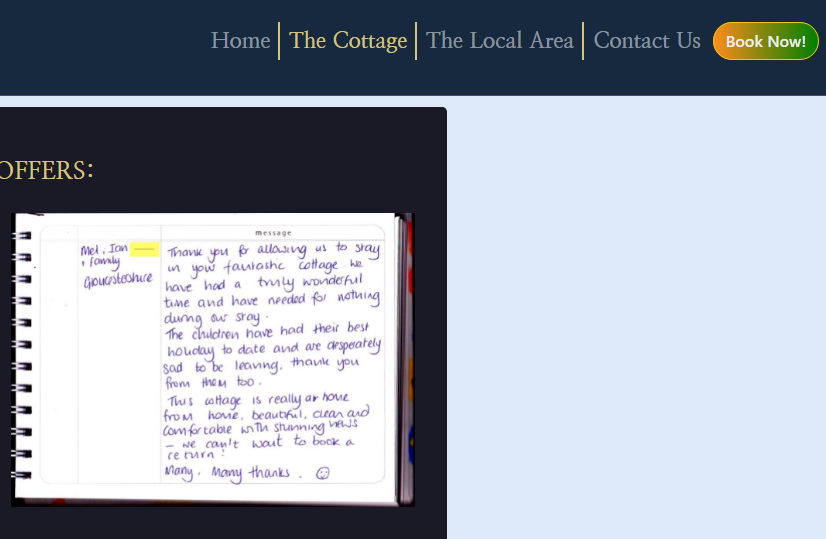 Home
The Cottage
The Local Area
Contact Us
Book Now!
OFFERS:
message
Mel, Ian
+ family
Gloucestershire
Thank you for allowing us to stay
in your fantastic cottage. We
have had a truly wonderful
time and have needed for nothing
during our stay.
The children have had their best
holiday to date and are desperately
sad to be leaving, thank you
from them too.
This cottage is really a home
from home, beautiful, clean and
comfortable with stunning views
– we can't wait to book a
return!
Many, Many thanks. ☺